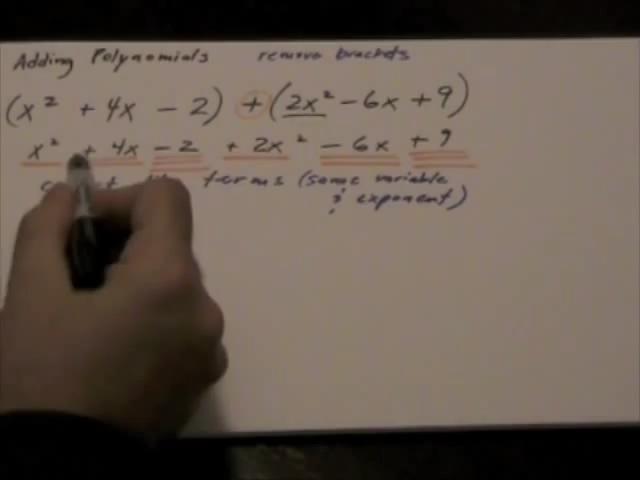 Adding Polynomials remove brackets
(x² + 4x - 2) + (2x² - 6x + 9)
x² + 4x - 2 + 2x² - 6x + 9
terms (same variable
& exponent)